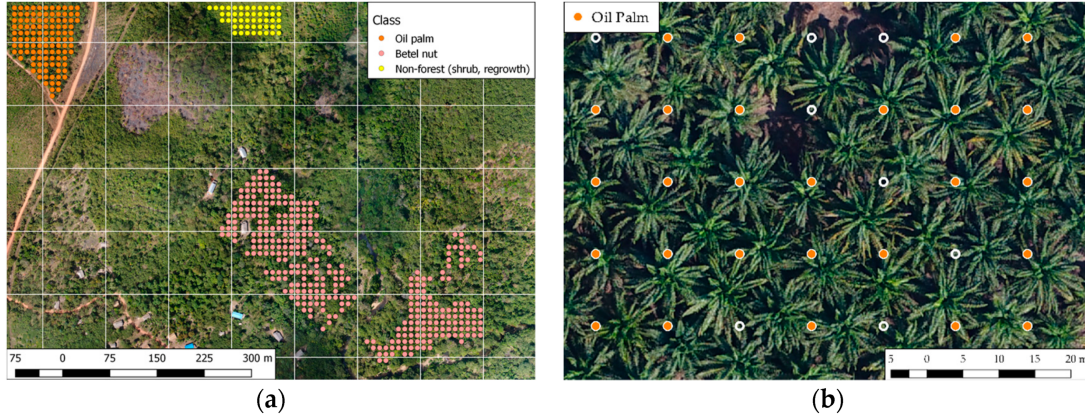 Class
Oil palm
Betel nut
Non-forest (shrub, regrowth)
75 0 75 150 225 300 m
(a)
Oil Palm
5 0 5 10 15 20 m
(b)